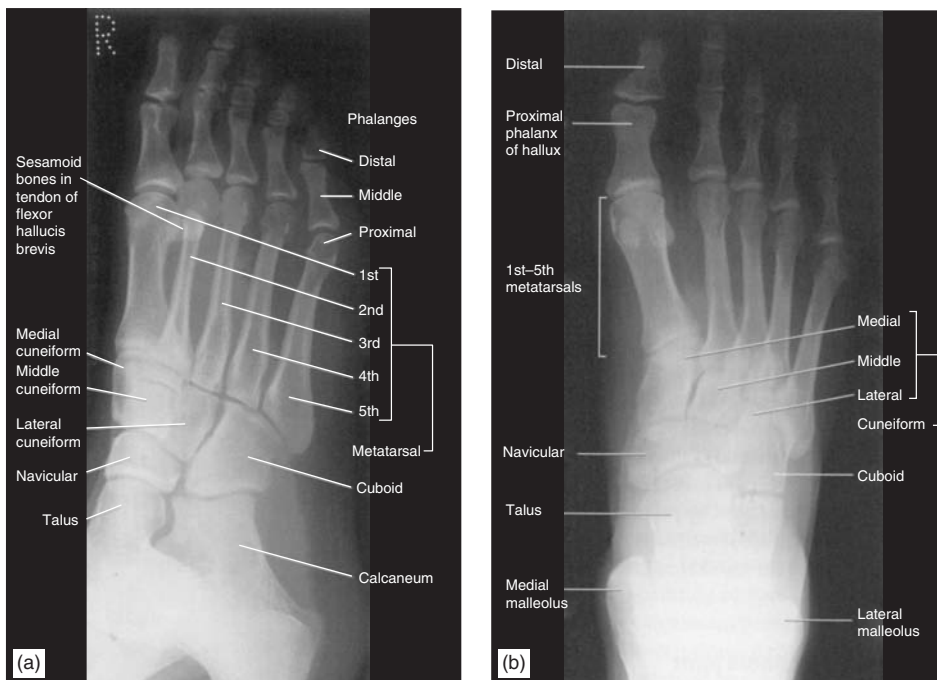 R
Phalanges
Distal
Middle
Proximal
Sesamoid
bones in
tendon of
flexor
hallucis
brevis
1st
2nd
3rd
4th
5th
Metatarsal
Medial
cuneiform
Middle
cuneiform
Lateral
cuneiform
Navicular
Talus
Cuboid
Calcaneum
(a)
Distal
Proximal
phalanx
of hallux
1st–5th
metatarsals
Medial
Middle
Lateral
Cuneiform
Navicular
Cuboid
Talus
Medial
malleolus
Lateral
malleolus
(b)